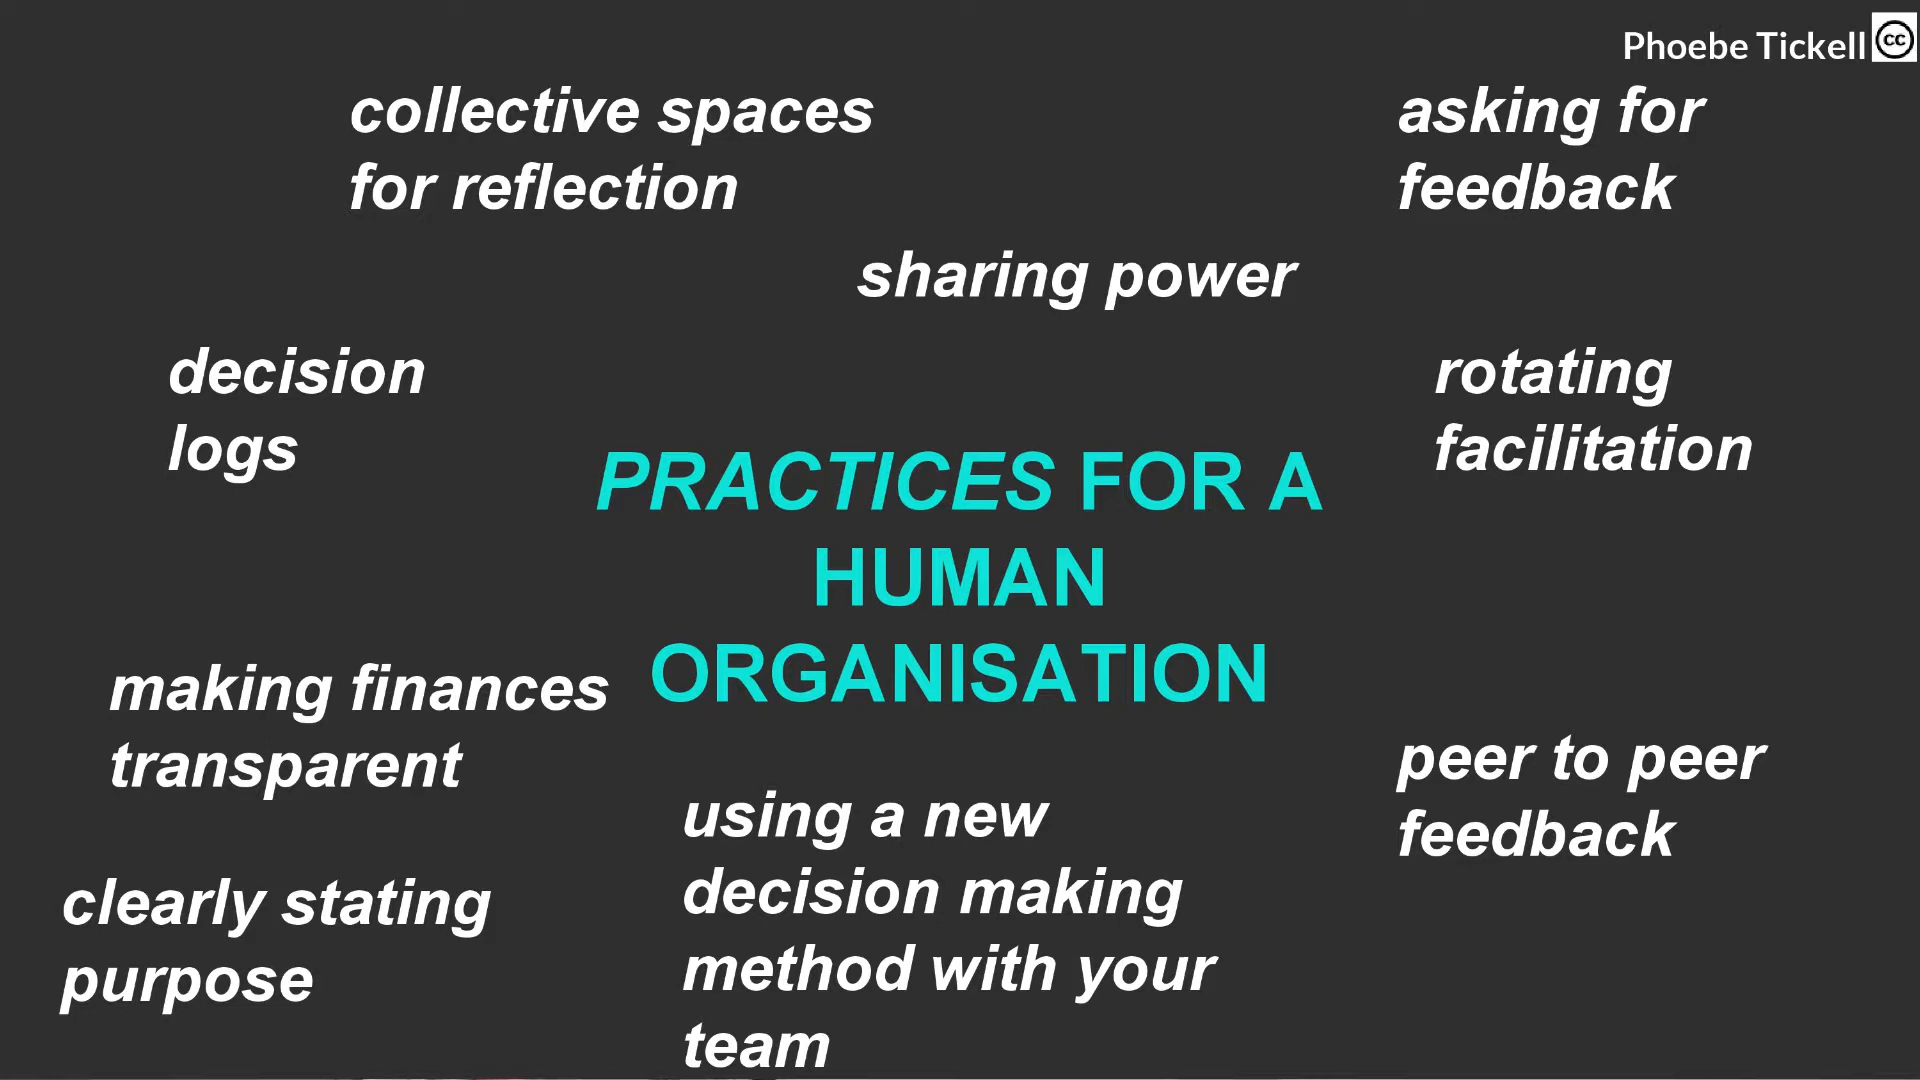 Phoebe Tickell cc
collective spaces
for reflection
asking for
feedback
sharing power
decision
logs
rotating
facilitation
PRACTICES FOR A
HUMAN
ORGANISATION
making finances
transparent
peer to peer
feedback
using a new
decision making
method with your
team
clearly stating
purpose